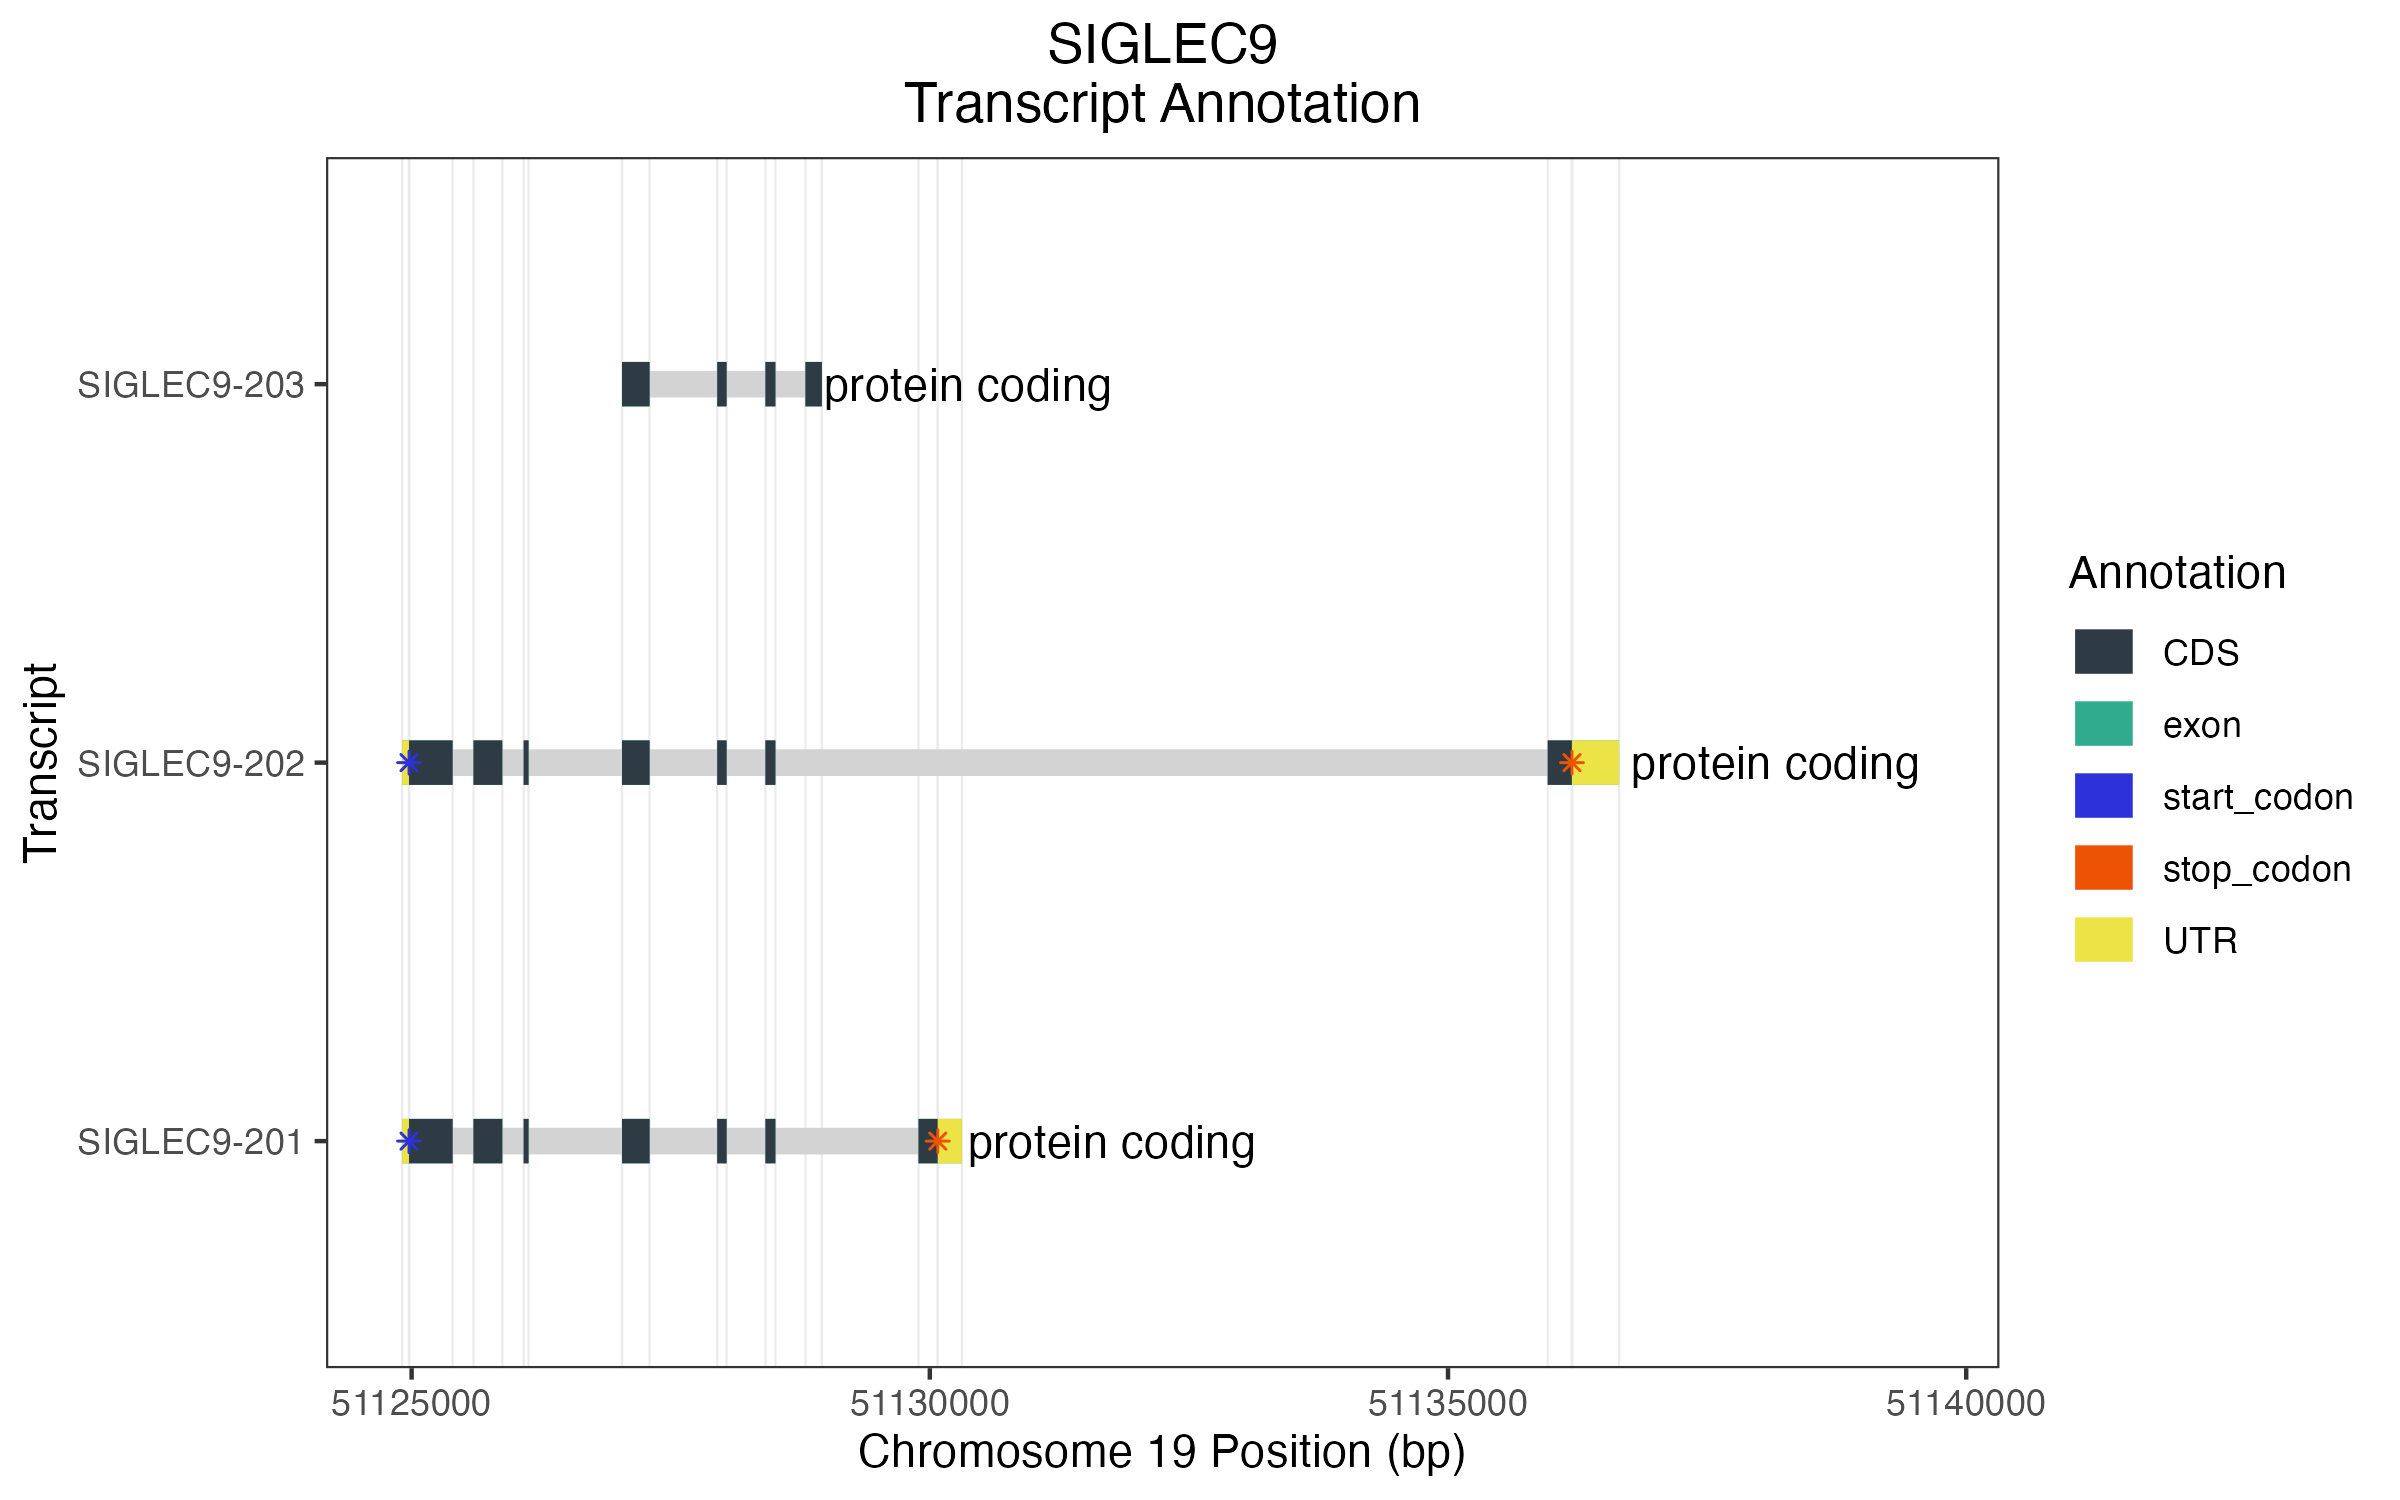 SIGLEC9
Transcript Annotation
Transcript
SIGLEC9-203
protein coding
SIGLEC9-202
protein coding
SIGLEC9-201
protein coding
51125000
51130000
51135000
51140000
Chromosome 19 Position (bp)
Annotation
CDS
exon
start_codon
stop_codon
UTR